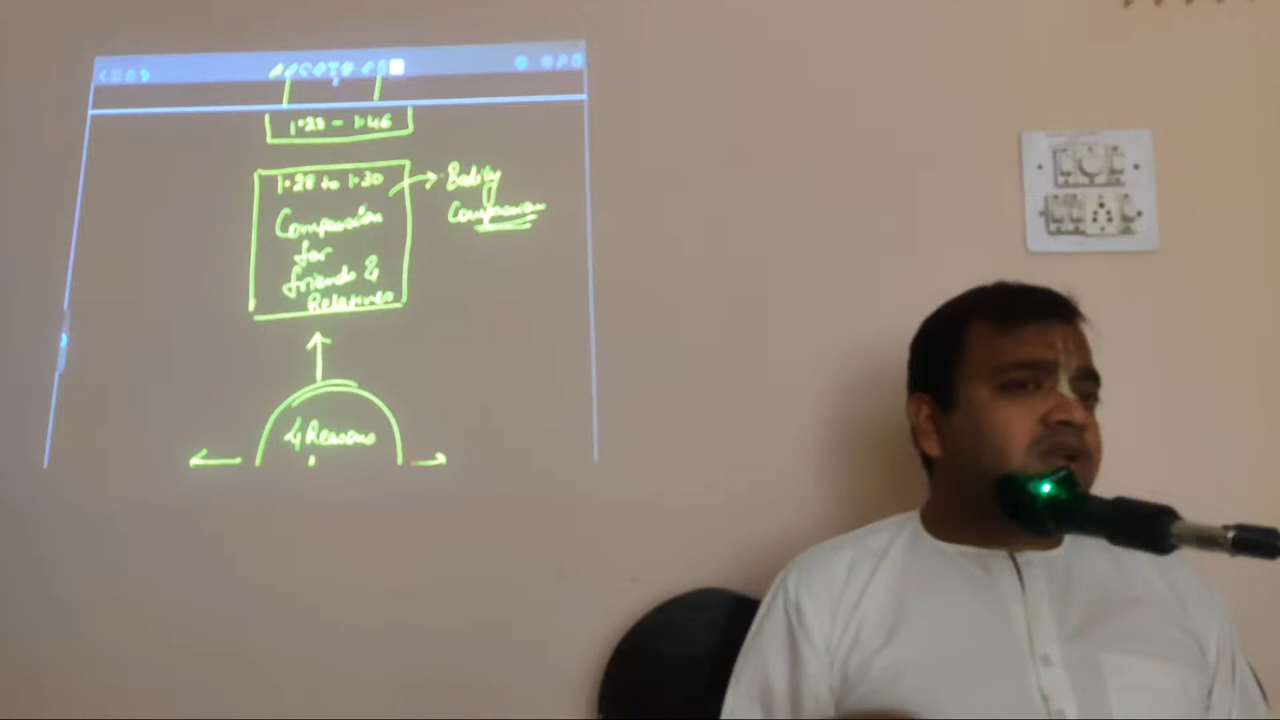 1.28 - 1.46
1.28 to 1.30
Compassion
for
friends &
Relatives
Bodily
Compassion
4 Reasons